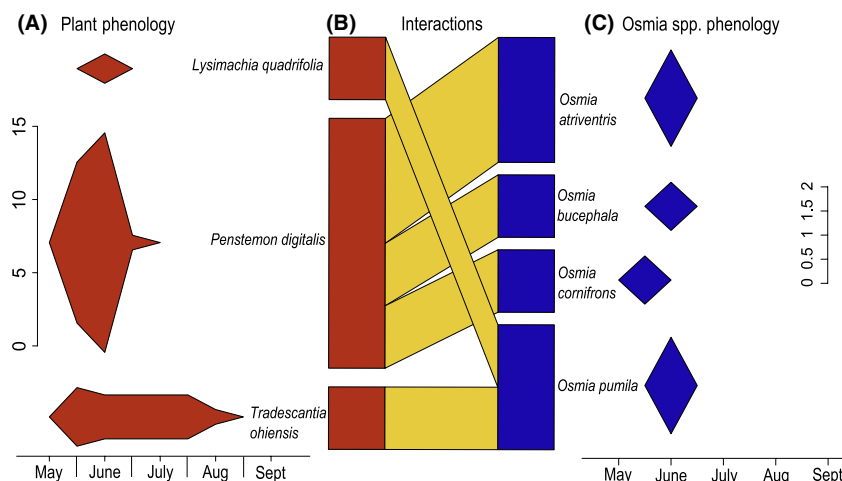 (A) Plant phenology
(B) Interactions
(C) Osmia spp. phenology
Lysimachia quadrifolia
Penstemon digitalis
Tradescantia
ohiensis
15
10
5
0
May June July Aug Sept
Osmia
atriventris
Osmia
bucephala
Osmia
cornifrons
Osmia pumila
2
1.5
1
0.5
0
May June July Aug Sept